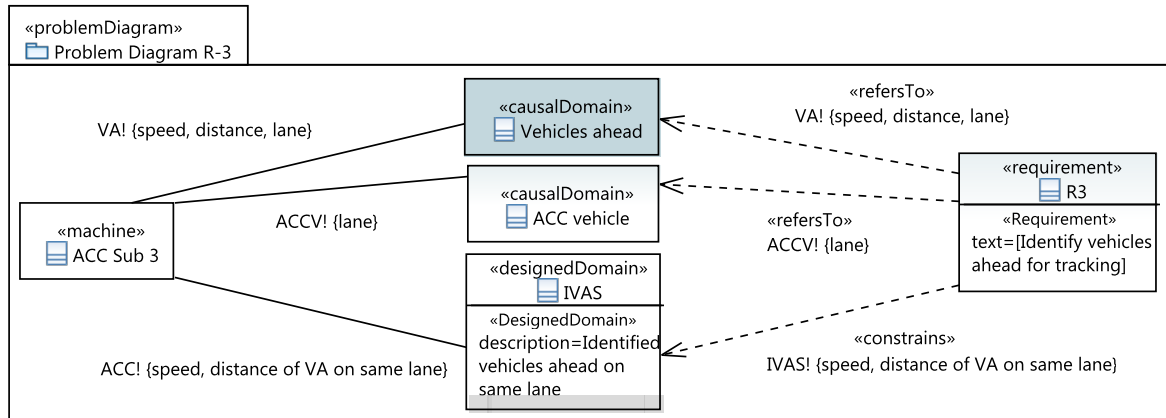 «problemDiagram»
Problem Diagram R-3
VA! {speed, distance, lane}
«causalDomain»
Vehicles ahead
«refersTo»
VA! {speed, distance, lane}
«machine»
ACC Sub 3
ACCV! {lane}
«causalDomain»
ACC vehicle
«refersTo»
ACCV! {lane}
«requirement»
R3
«Requirement»
text=[Identify vehicles
ahead for tracking]
«designedDomain»
IVAS
«DesignedDomain»
description=Identified
vehicles ahead on
same lane
ACC! {speed, distance of VA on same lane}
«constrains»
IVAS! {speed, distance of VA on same lane}